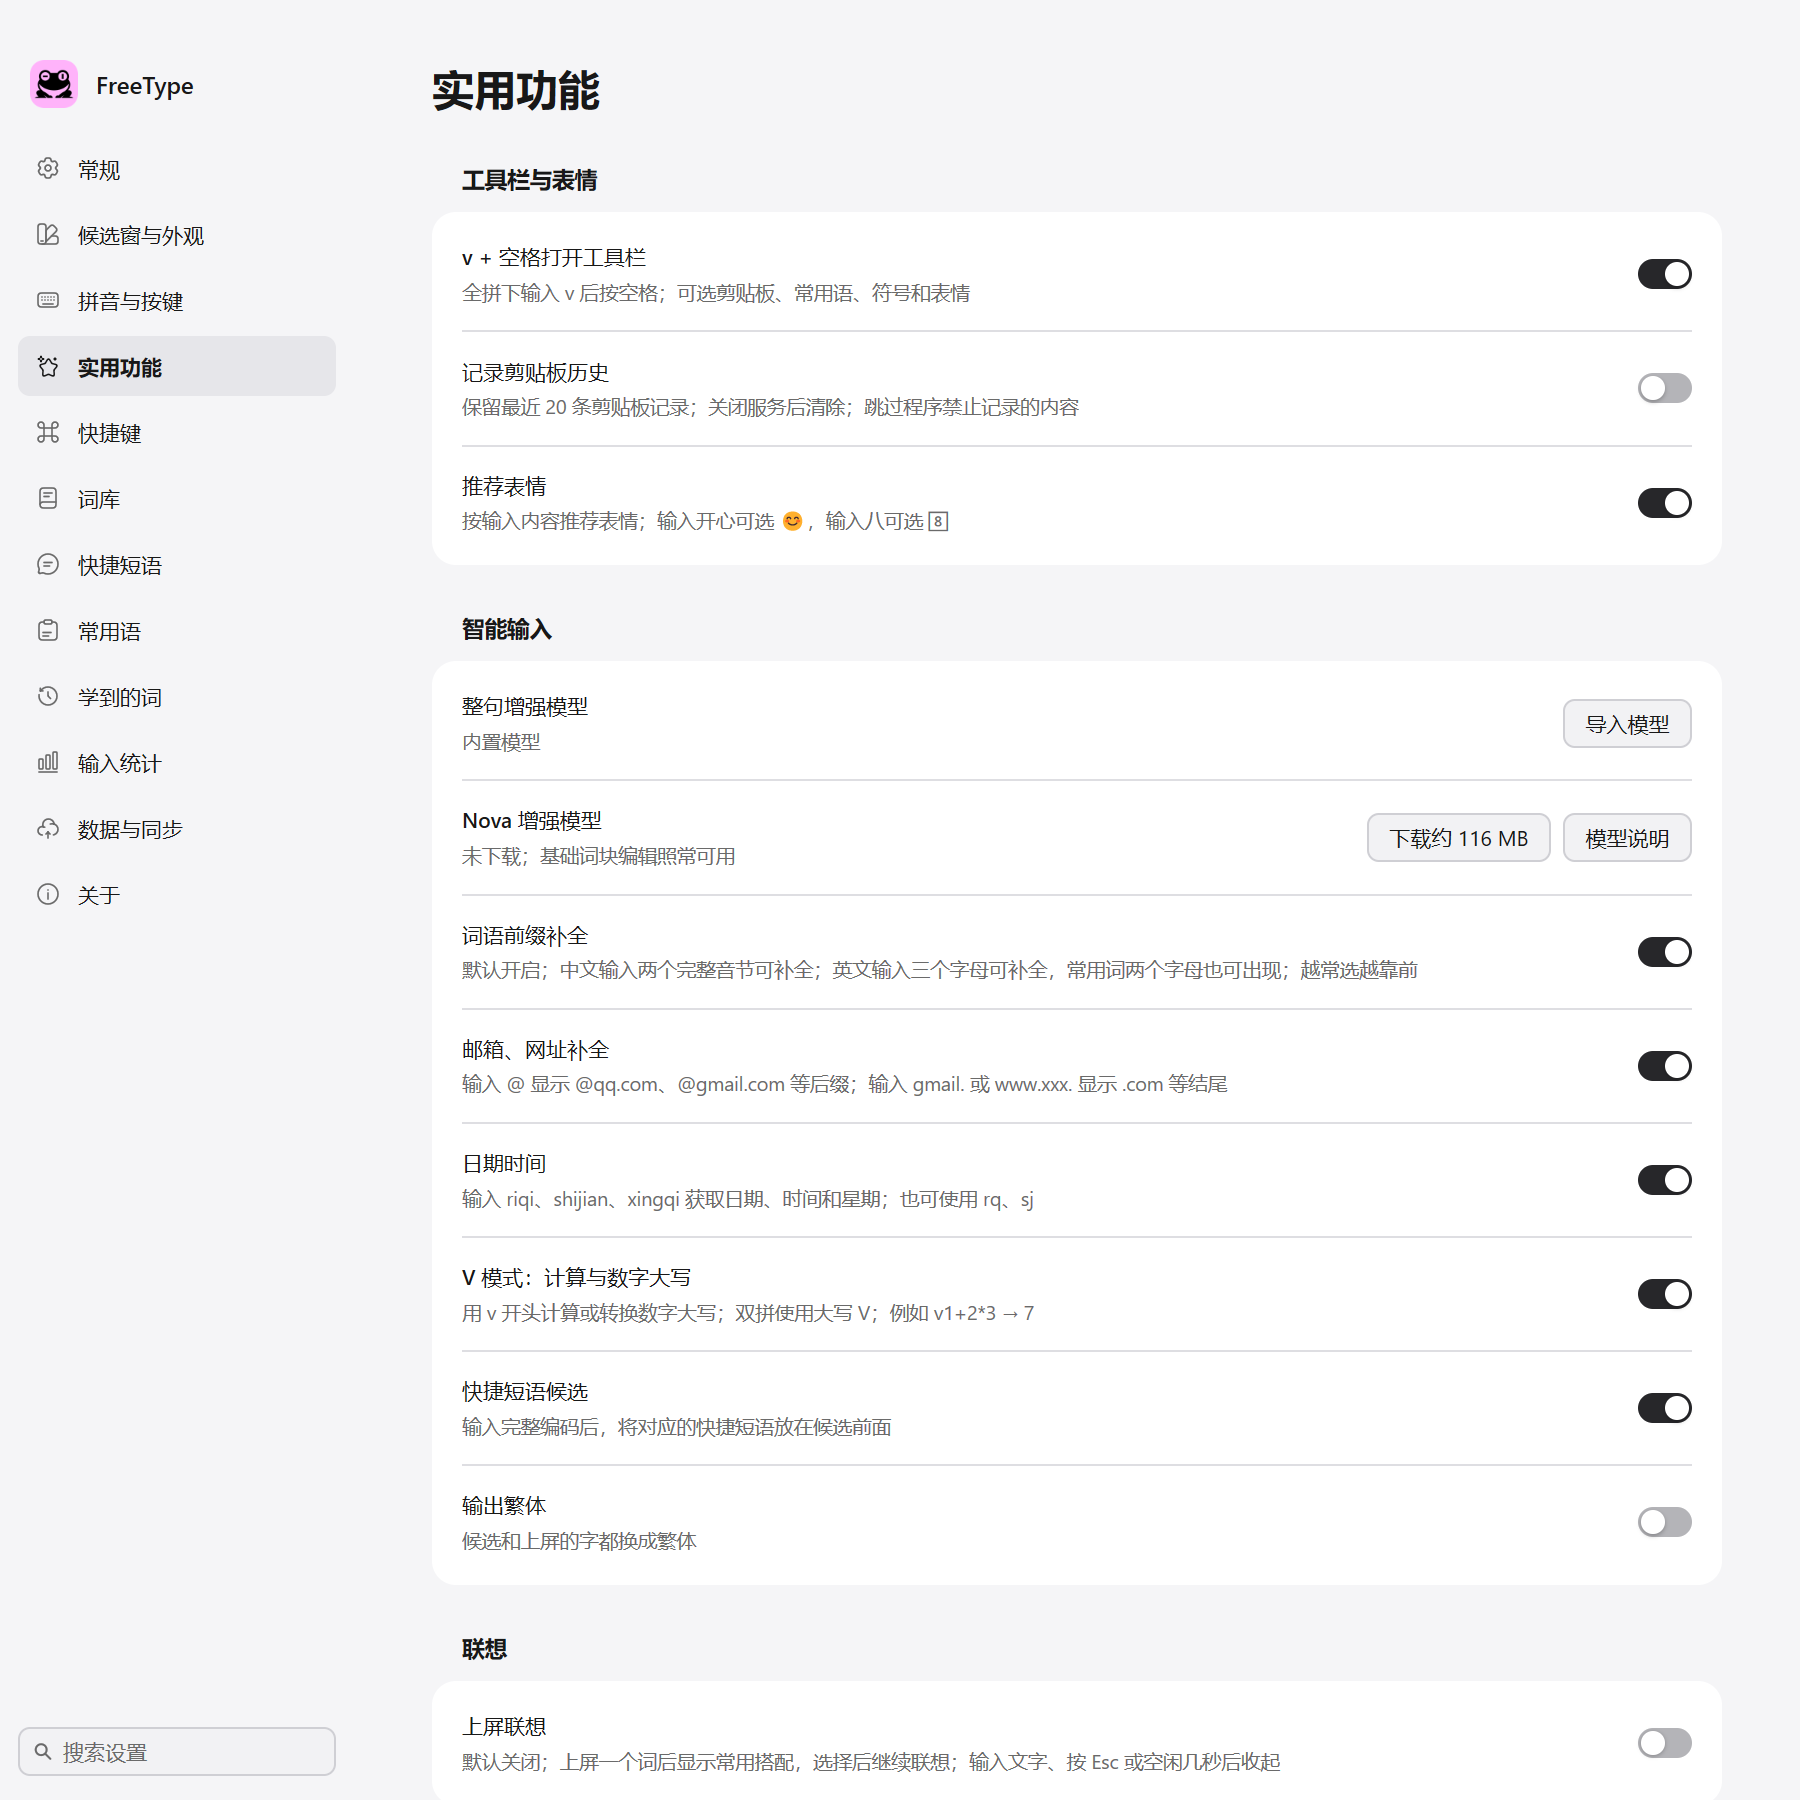 FreeType
常规
候选窗与外观
拼音与按键
实用功能
快捷键
词库
快捷短语
常用语
学到的词
输入统计
数据与同步
关于
搜索设置
实用功能
工具栏与表情
v + 空格打开工具栏
全拼下输入 v 后按空格；可选剪贴板、常用语、符号和表情
记录剪贴板历史
保留最近 20 条剪贴板记录；关闭服务后清除；跳过程序禁止记录的内容
推荐表情
按输入内容推荐表情；输入开心可选 😊，输入八可选 8️⃣
智能输入
整句增强模型
内置模型
导入模型
Nova 增强模型
未下载；基础词块编辑照常可用
下载约 116 MB
模型说明
词语前缀补全
默认开启；中文输入两个完整音节可补全；英文输入三个字母可补全，常用词两个字母也可出现；越常选越靠前
邮箱、网址补全
输入 @ 显示 @qq.com、@gmail.com 等后缀；输入 gmail. 或 www.xxx. 显示 .com 等结尾
日期时间
输入 riqi、shijian、xingqi 获取日期、时间和星期；也可使用 rq、sj
V 模式：计算与数字大写
用 v 开头计算或转换数字大写；双拼使用大写 V；例如 v1+2*3 → 7
快捷短语候选
输入完整编码后，将对应的快捷短语放在候选前面
输出繁体
候选和上屏的字都换成繁体
联想
上屏联想
默认关闭；上屏一个词后显示常用搭配，选择后继续联想；输入文字、按 Esc 或空闲几秒后收起